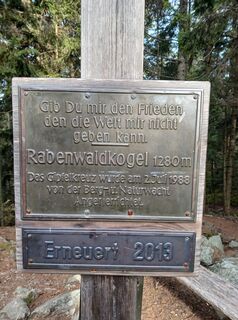 Gib Du mir den Frieden
den die Welt mir nicht
geben kann.
Rabenwaldkogel 1280m
Das Gipfelkreuz wurde am 2.Juli 1988
von der Berg- u. Naturwacht
Anger errichtet.
Erneuert 2013